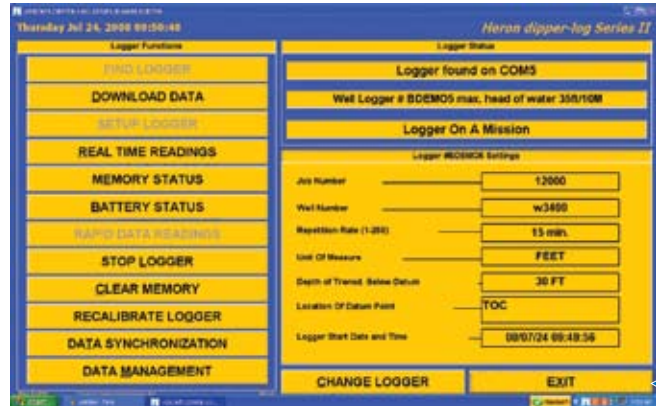 Thursday Jul 24, 2008 09:50:48
Heron dipper-log Series II
Logger Functions
FIND LOGGER
DOWNLOAD DATA
SETUP LOGGER
REAL TIME READINGS
MEMORY STATUS
BATTERY STATUS
RAPID DATA READINGS
STOP LOGGER
CLEAR MEMORY
RECALIBRATE LOGGER
DATA SYNCHRONIZATION
DATA MANAGEMENT
Logger Status
Logger found on COM5
Well Logger # BDEMO5 max. head of water 35ft/10M
Logger On A Mission
Logger #BDEMO5 Settings
Job Number 12000
Well Number w3400
Repetition Rate (1-250) 15 min.
Unit Of Measure FEET
Depth of Transd. Below Datum 30 FT
Location Of Datum Point TOC
Logger Start Date and Time 08/07/24 09:48:56
CHANGE LOGGER
EXIT